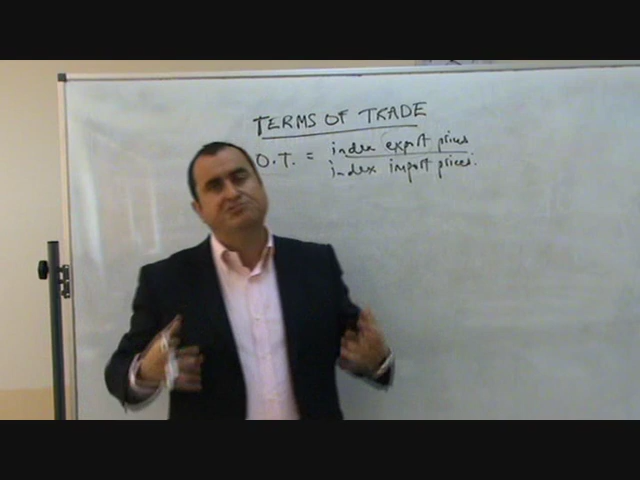 TERMS OF TRADE
O.T. = index export prices
index import prices.